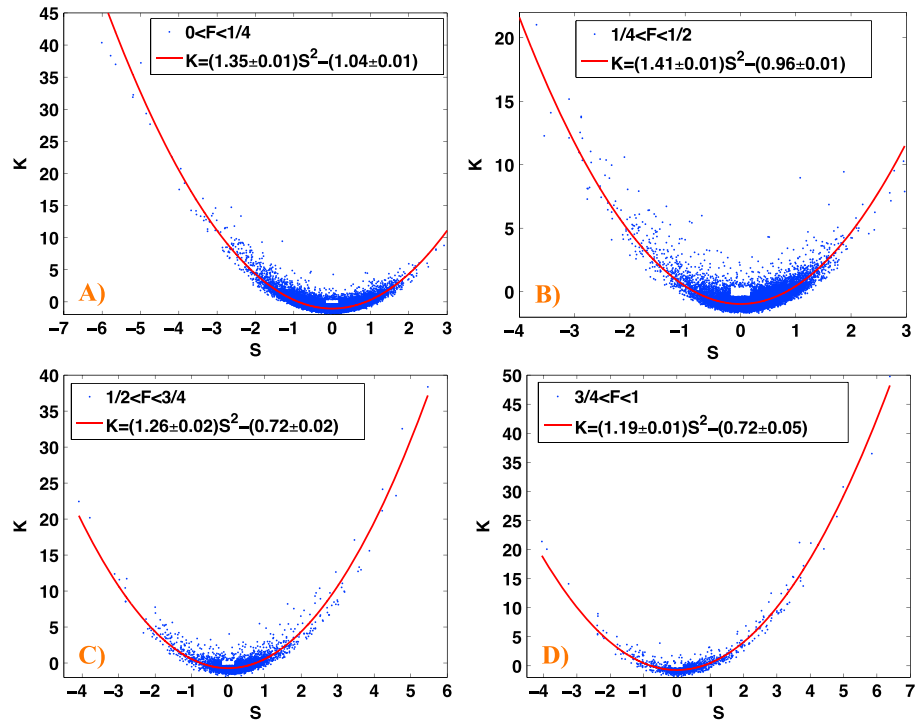 45
40
35
30
25
20
15
10
5
0
K
0<F<1/4
K=(1.35±0.01)S²−(1.04±0.01)
A)
−7 −6 −5 −4 −3 −2 −1 0 1 2 3
S
20
15
10
5
0
K
1/4<F<1/2
K=(1.41±0.01)S²−(0.96±0.01)
B)
−4 −3 −2 −1 0 1 2 3
S
40
35
30
25
20
15
10
5
0
K
1/2<F<3/4
K=(1.26±0.02)S²−(0.72±0.02)
C)
−5 −4 −3 −2 −1 0 1 2 3 4 5 6
S
50
45
40
35
30
25
20
15
10
5
0
K
3/4<F<1
K=(1.19±0.01)S²−(0.72±0.05)
D)
−5 −4 −3 −2 −1 0 1 2 3 4 5 6 7
S